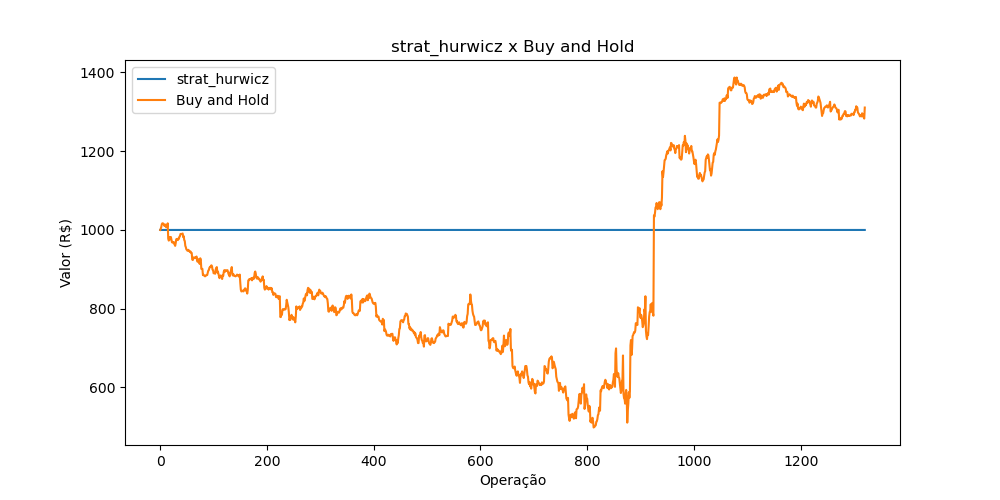 strat_hurwicz x Buy and Hold
strat_hurwicz
Buy and Hold
Valor (R$)
1400
1200
1000
800
600
0 200 400 600 800 1000 1200
Operação